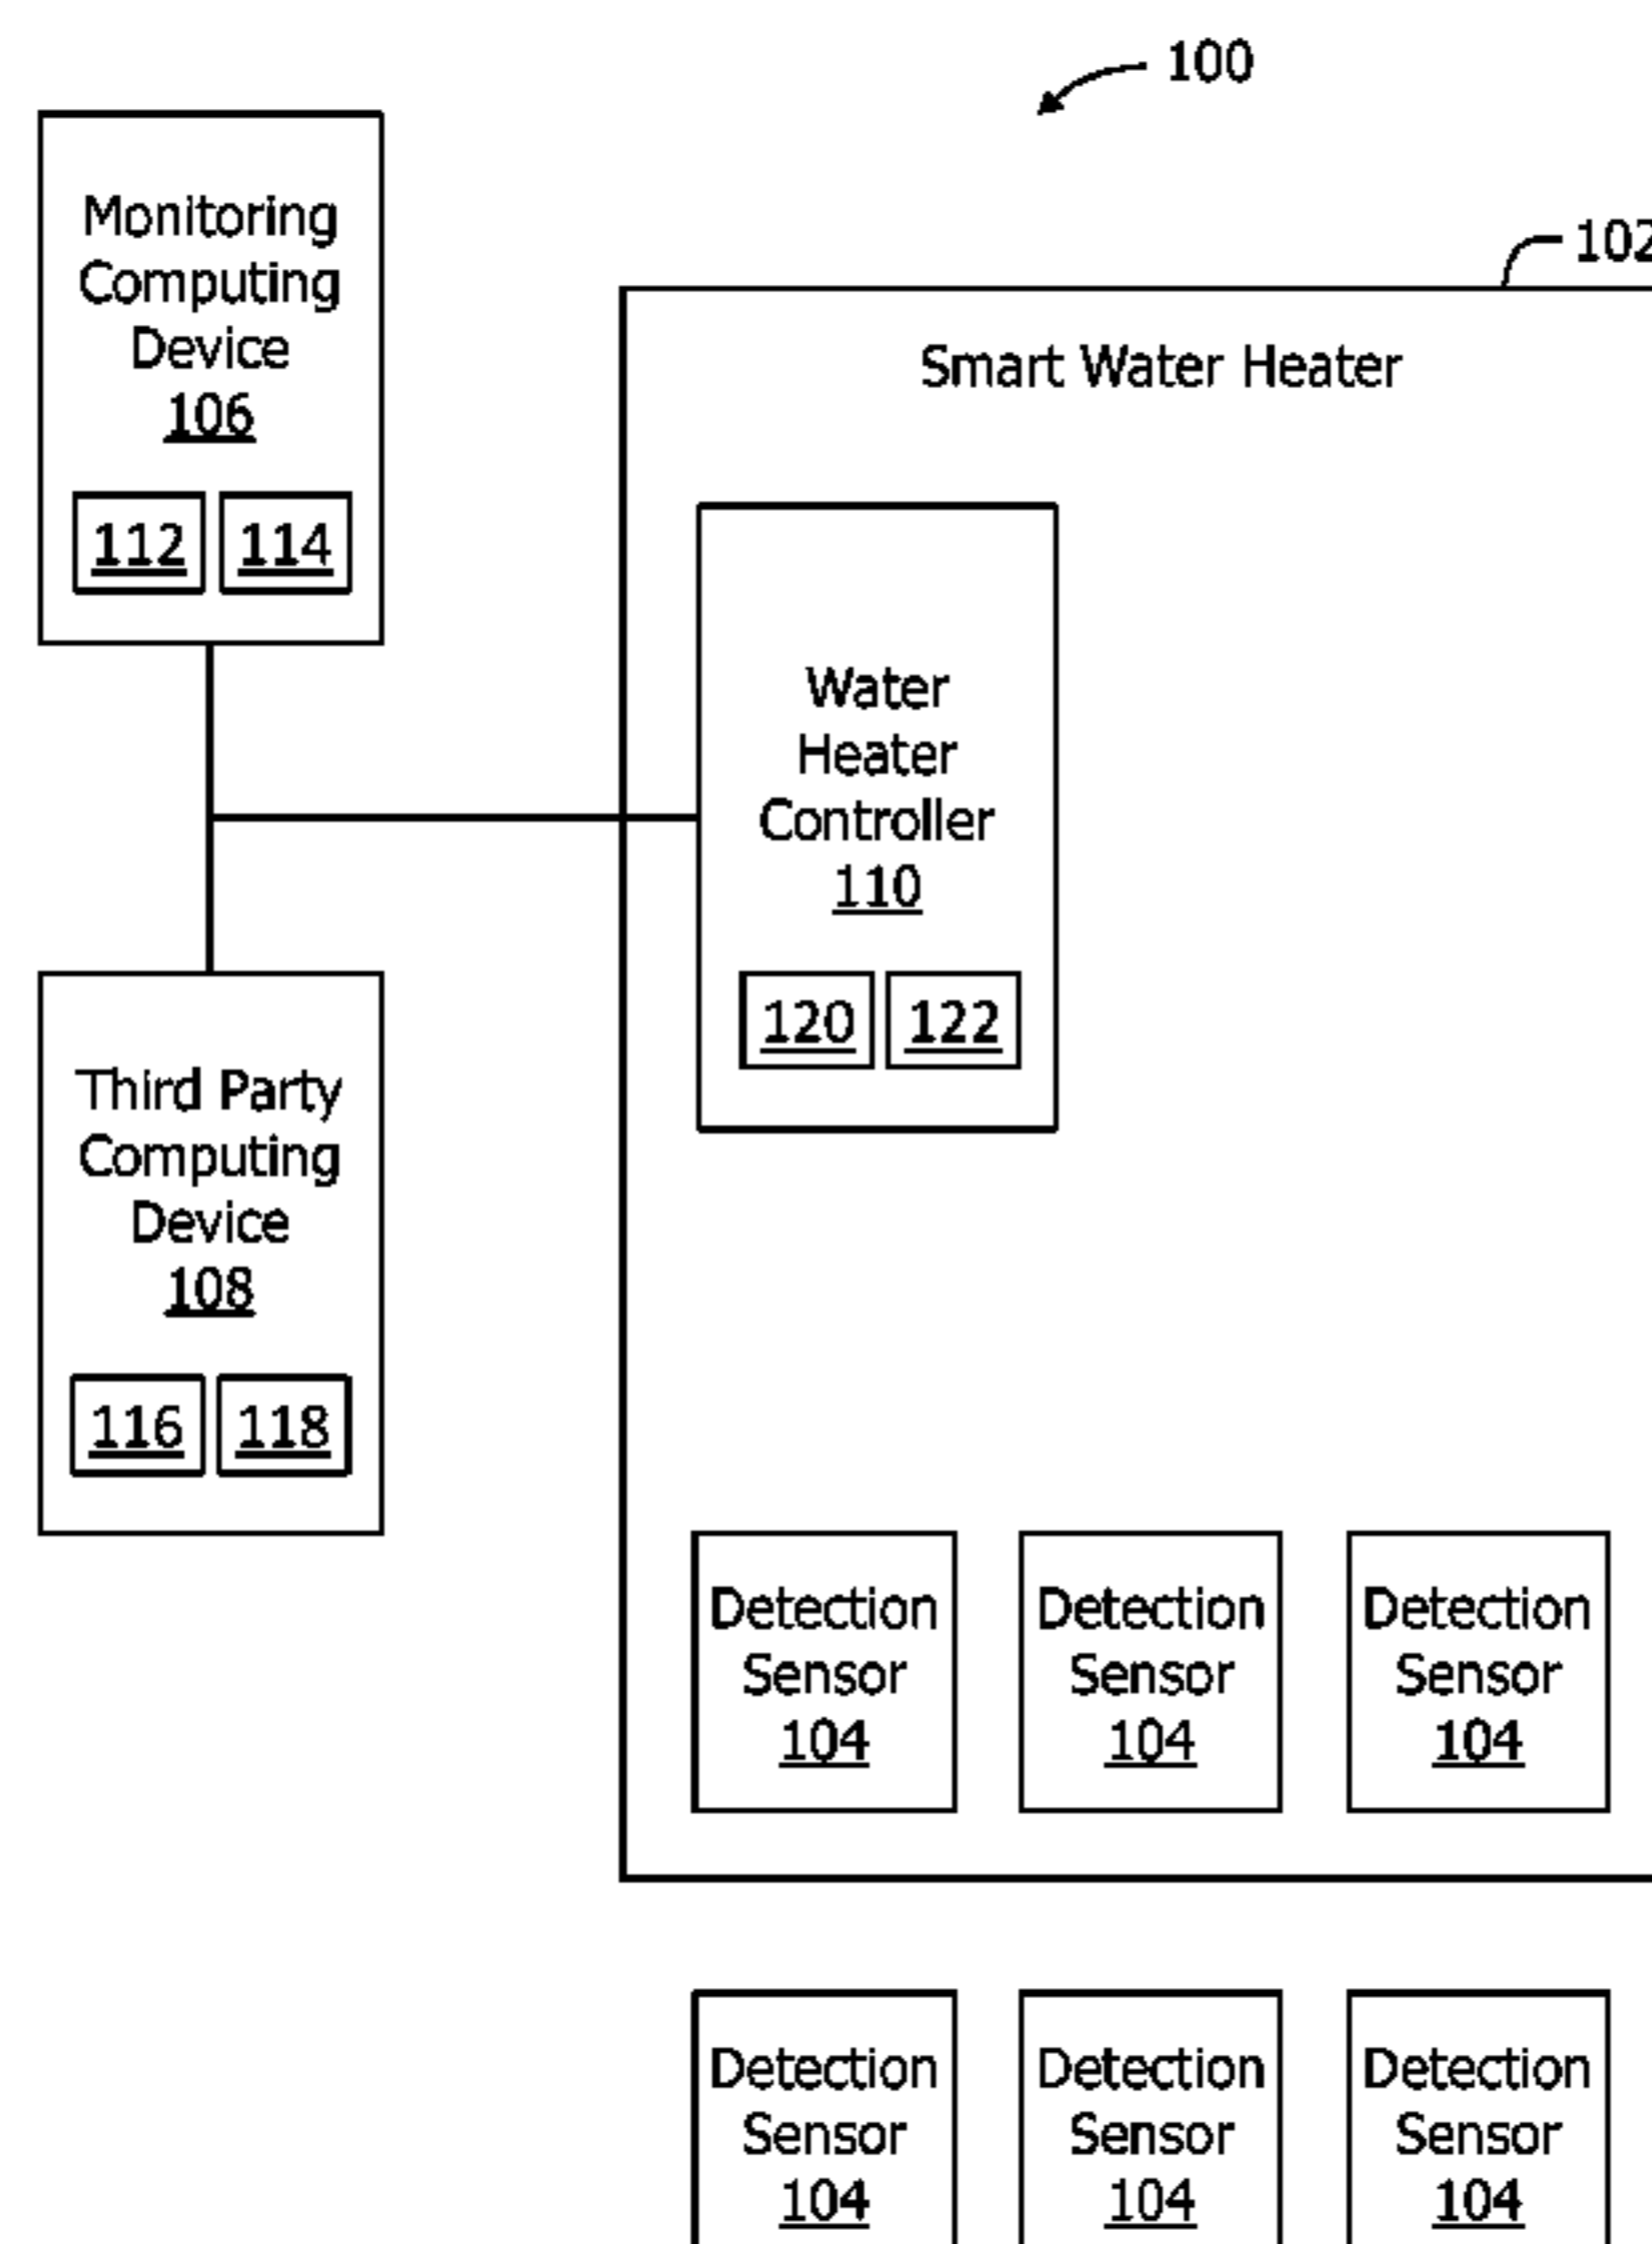 100
Monitoring
Computing
Device
106
112 114
102
Smart Water Heater
Water
Heater
Controller
110
120 122
Third Party
Computing
Device
108
116 118
Detection Detection Detection
Sensor Sensor Sensor
104 104 104
Detection Detection Detection
Sensor Sensor Sensor
104 104 104